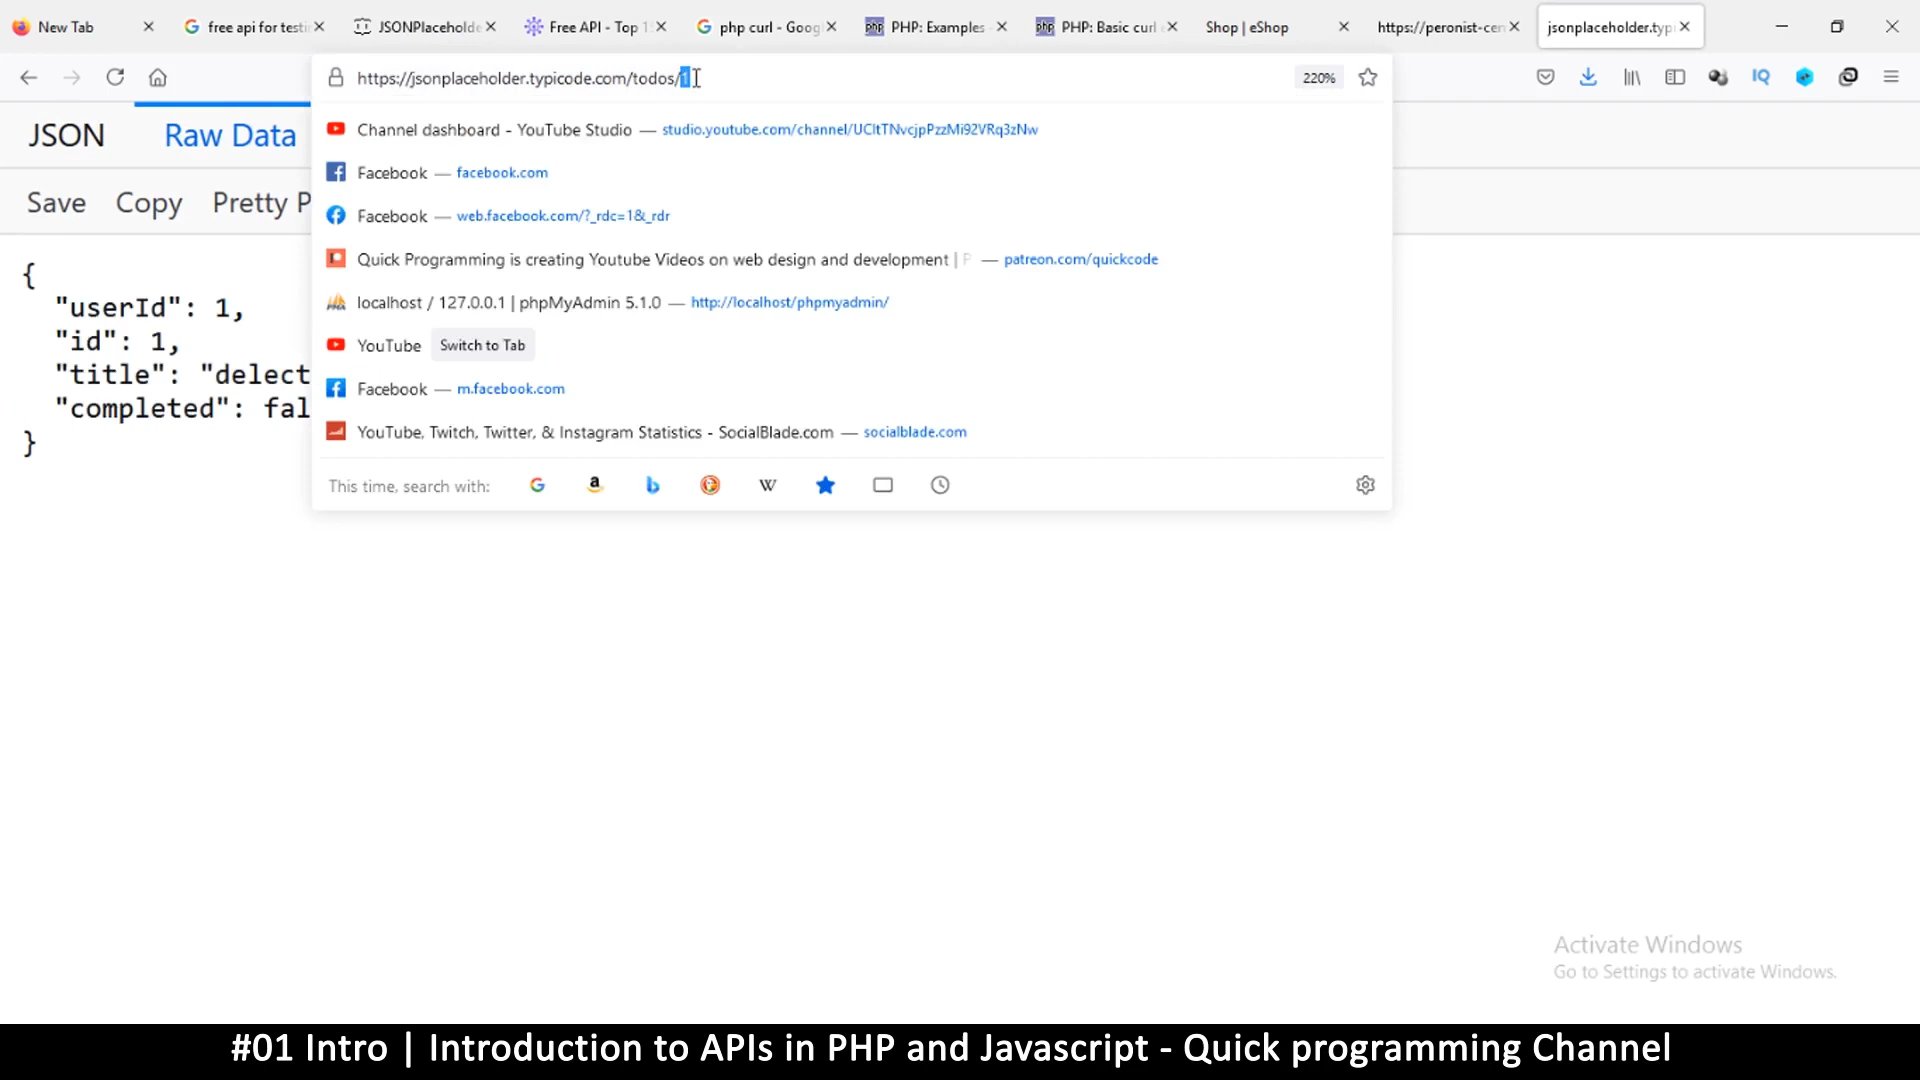 New Tab
free api for testi
JSONPlaceholde
Free API - Top 1
php curl - Goog
PHP: Examples -
PHP: Basic curl e
Shop | eShop
https://peronist-cen
jsonplaceholder.typi
https://jsonplaceholder.typicode.com/todos/1
220%
JSON
Raw Data
Save
Copy
Pretty P
Channel dashboard - YouTube Studio — studio.youtube.com/channel/UCItTNvcjpPzzMi92VRq3zNw
Facebook — facebook.com
Facebook — web.facebook.com/?_rdc=1&_rdr
Quick Programming is creating Youtube Videos on web design and development | P — patreon.com/quickcode
localhost / 127.0.0.1 | phpMyAdmin 5.1.0 — http://localhost/phpmyadmin/
YouTube Switch to Tab
Facebook — m.facebook.com
YouTube, Twitch, Twitter, & Instagram Statistics - SocialBlade.com — socialblade.com
This time, search with:
{
"userId": 1,
"id": 1,
"title": "delect
"completed": fal
}
Activate Windows
Go to Settings to activate Windows.
#01 Intro | Introduction to APIs in PHP and Javascript - Quick programming Channel